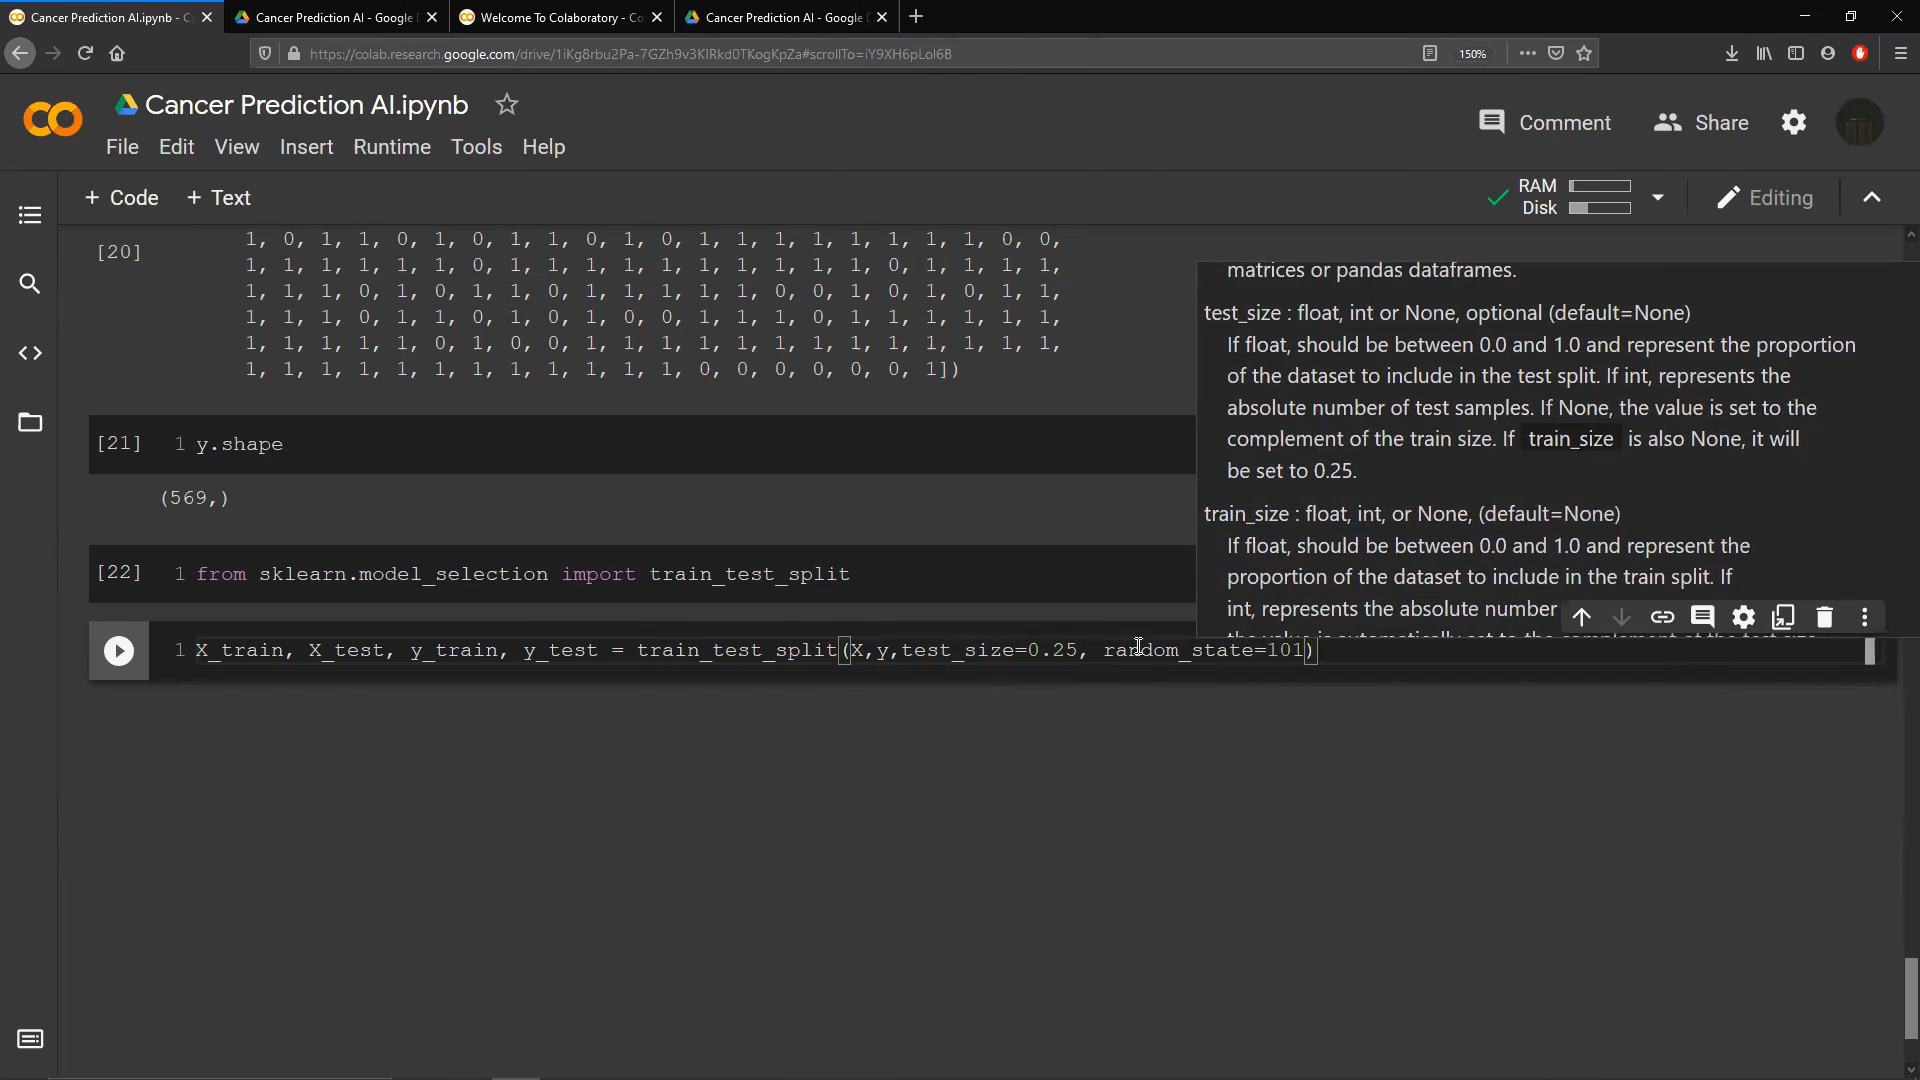 Cancer Prediction AI.ipynb - Co
Cancer Prediction AI - Google D
Welcome To Colaboratory - Co
Cancer Prediction AI - Google D
https://colab.research.google.com/drive/1iKg8rbu2Pa-7GZh9v3KlRkd0TKogKpZa#scrollTo=iY9XH6pLol6B
150%
Cancer Prediction AI.ipynb
Comment
Share
File Edit View Insert Runtime Tools Help
+ Code + Text
RAM
Disk
Editing
[20]
1, 0, 1, 1, 0, 1, 0, 1, 1, 0, 1, 0, 1, 1, 1, 1, 1, 1, 1, 1, 0, 0,
1, 1, 1, 1, 1, 1, 0, 1, 1, 1, 1, 1, 1, 1, 1, 1, 1, 0, 1, 1, 1, 1,
1, 1, 1, 0, 1, 0, 1, 1, 0, 1, 1, 1, 1, 1, 0, 0, 1, 0, 1, 0, 1, 1,
1, 1, 1, 0, 1, 1, 0, 1, 0, 1, 0, 0, 1, 1, 1, 0, 1, 1, 1, 1, 1, 1,
1, 1, 1, 1, 1, 0, 1, 0, 0, 1, 1, 1, 1, 1, 1, 1, 1, 1, 1, 1, 1, 1,
1, 1, 1, 1, 1, 1, 1, 1, 1, 1, 1, 1, 0, 0, 0, 0, 0, 0, 1])
matrices or pandas dataframes.
test_size : float, int or None, optional (default=None)
If float, should be between 0.0 and 1.0 and represent the proportion
of the dataset to include in the test split. If int, represents the
absolute number of test samples. If None, the value is set to the
complement of the train size. If train_size is also None, it will
be set to 0.25.
train_size : float, int, or None, (default=None)
If float, should be between 0.0 and 1.0 and represent the
proportion of the dataset to include in the train split. If
int, represents the absolute number
the value is automatically set to the complement of the test size
[21]
1 y.shape
(569,)
[22]
1 from sklearn.model_selection import train_test_split
1 X_train, X_test, y_train, y_test = train_test_split(X,y,test_size=0.25, random_state=101)